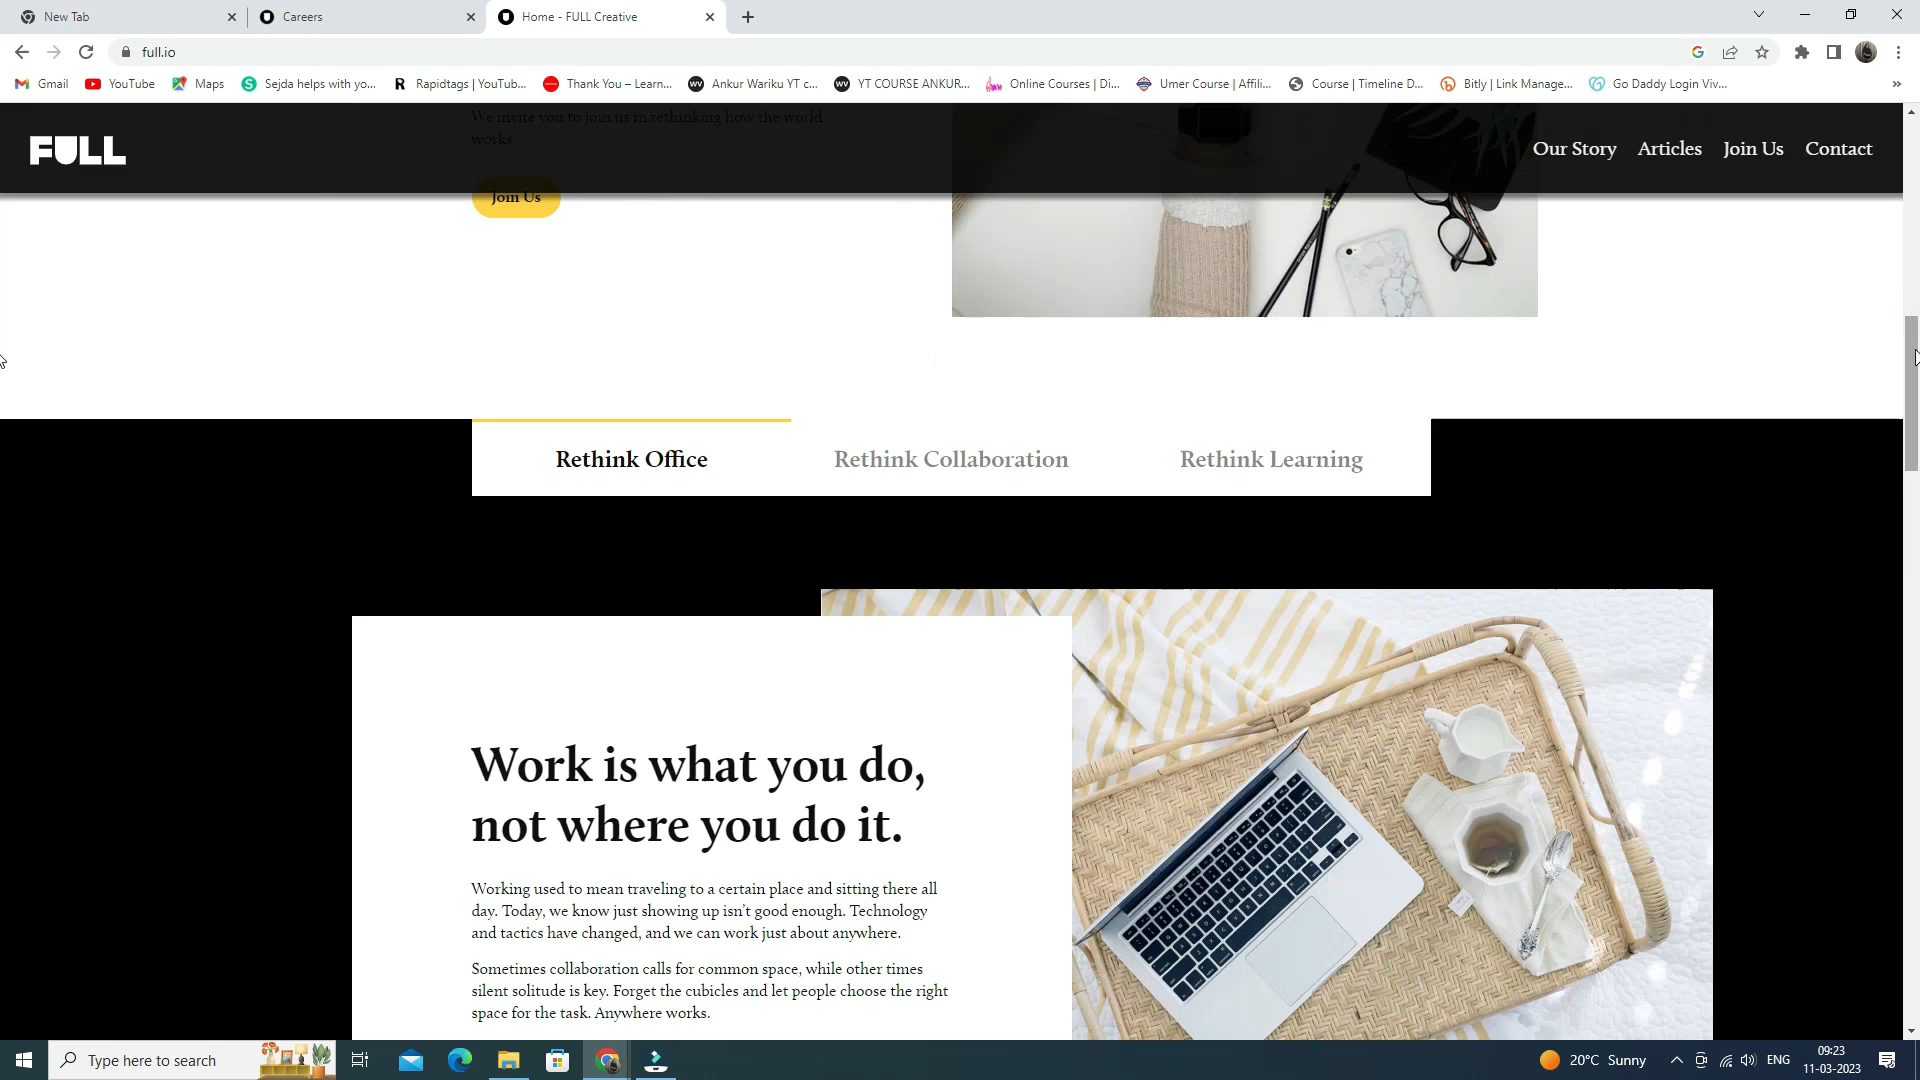 New Tab
Careers
Home - FULL Creative
full.io
Gmail
YouTube
Maps
Sejda helps with yo...
Rapidtags | YouTub...
Thank You – Learn...
Ankur Wariku YT c...
YT COURSE ANKUR...
Online Courses | Di...
Umer Course | Affili...
Course | Timeline D...
Bitly | Link Manage...
Go Daddy Login Viv...
»
We invite you to join us in rethinking how the world
works.
FULL
Our Story
Articles
Join Us
Contact
Join Us
Rethink Office
Rethink Collaboration
Rethink Learning
Work is what you do,
not where you do it.
Working used to mean traveling to a certain place and sitting there all
day. Today, we know just showing up isn’t good enough. Technology
and tactics have changed, and we can work just about anywhere.
Sometimes collaboration calls for common space, while other times
silent solitude is key. Forget the cubicles and let people choose the right
space for the task. Anywhere works.
Type here to search
20°C Sunny
ENG
09:23
11-03-2023